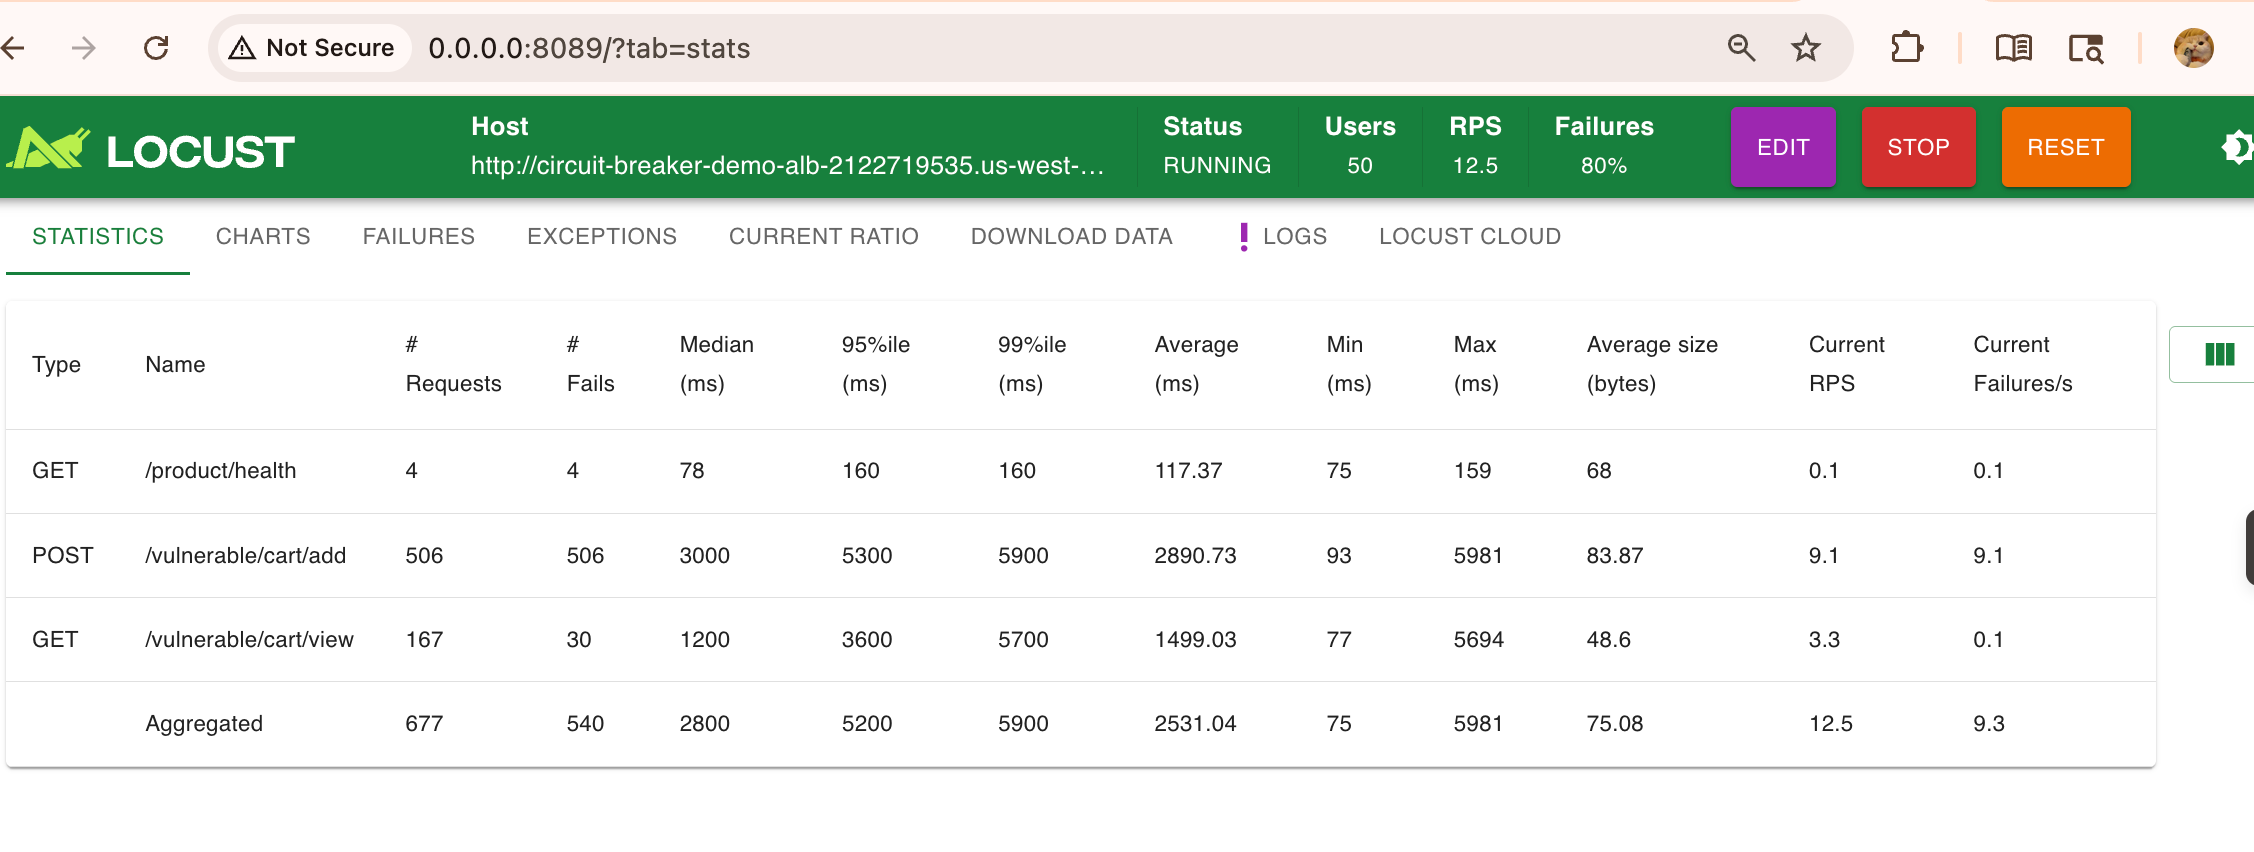 Not Secure 0.0.0.0:8089/?tab=stats
LOCUST
Host
http://circuit-breaker-demo-alb-2122719535.us-west-...
Status
RUNNING
Users
50
RPS
12.5
Failures
80%
EDIT
STOP
RESET
STATISTICS CHARTS FAILURES EXCEPTIONS CURRENT RATIO DOWNLOAD DATA ! LOGS LOCUST CLOUD
Type Name # Requests # Fails Median (ms) 95%ile (ms) 99%ile (ms) Average (ms) Min (ms) Max (ms) Average size (bytes) Current RPS Current Failures/s
GET /product/health 4 4 78 160 160 117.37 75 159 68 0.1 0.1
POST /vulnerable/cart/add 506 506 3000 5300 5900 2890.73 93 5981 83.87 9.1 9.1
GET /vulnerable/cart/view 167 30 1200 3600 5700 1499.03 77 5694 48.6 3.3 0.1
Aggregated 677 540 2800 5200 5900 2531.04 75 5981 75.08 12.5 9.3